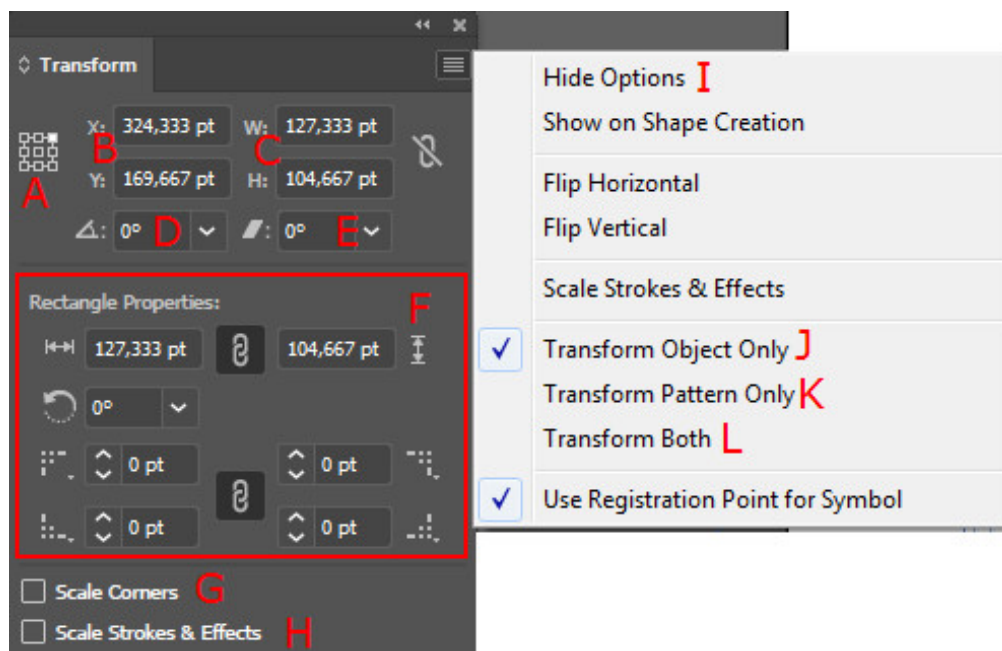 Transform
X: 324,333 pt W: 127,333 pt
B C
A Y: 169,667 pt H: 104,667 pt
0° D : 0° E
Rectangle Properties: F
127,333 pt 104,667 pt
0°
0 pt 0 pt
0 pt 0 pt
Scale Corners G
Scale Strokes & Effects H
Hide Options I
Show on Shape Creation
Flip Horizontal
Flip Vertical
Scale Strokes & Effects
Transform Object Only J
Transform Pattern Only K
Transform Both L
Use Registration Point for Symbol